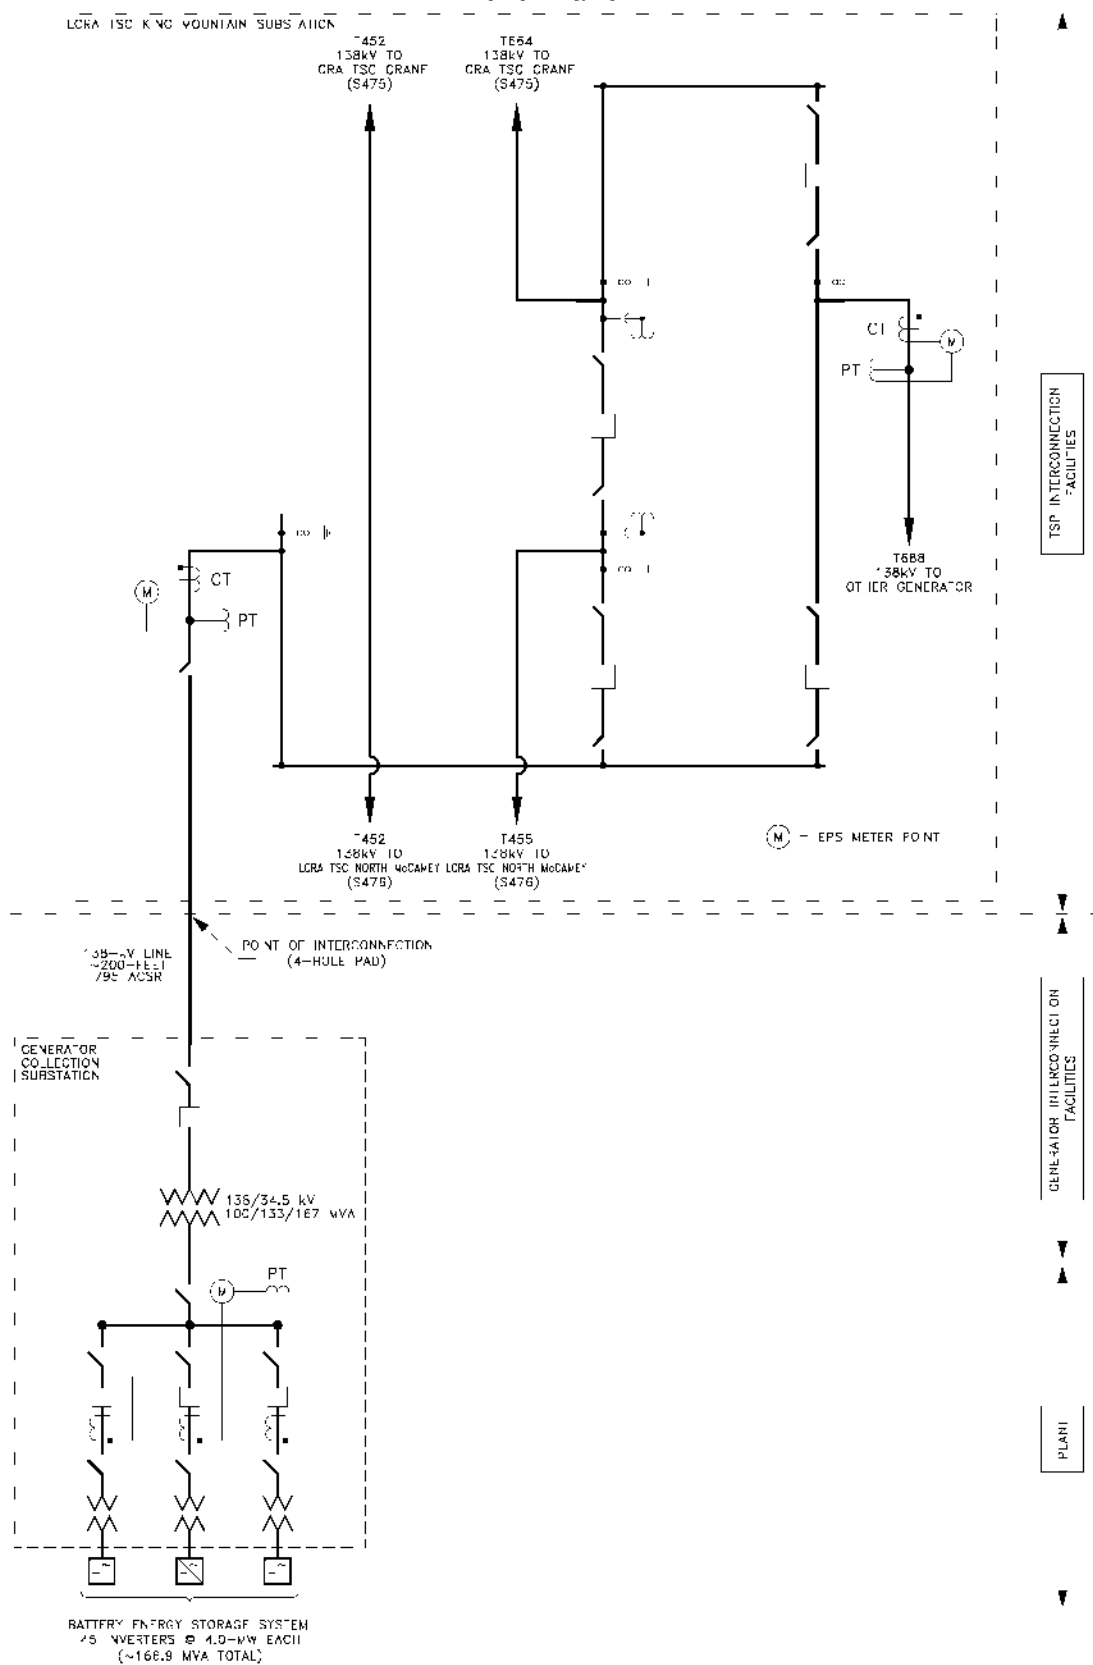 LCRA TSC KING MOUNTAIN SUBSTATION
T452
138kV TO
CRA TSC CRANE
(S475)
T664
138kV TO
CRA TSC CRANE
(S475)
CT
M
PT
T688
138kV TO
OTHER GENERATOR
TSP INTERCONNECTION
FACILITIES
M
CT
PT
M - EPS METER POINT
T452
138kV TO
LCRA TSC NORTH McCAMEY
(S476)
T455
138kV TO
LCRA TSC NORTH McCAMEY
(S476)
138-kV LINE
~200-FEET
795 ACSR
POINT OF INTERCONNECTION
(4-HOLE PAD)
GENERATOR INTERCONNECTION
FACILITIES
GENERATOR
COLLECTION
SUBSTATION
138/34.5 kV
100/133/167 MVA
M
PT
PLANT
BATTERY ENERGY STORAGE SYSTEM
INVERTERS @ 4.0-MW EACH
(~168.9 MVA TOTAL)